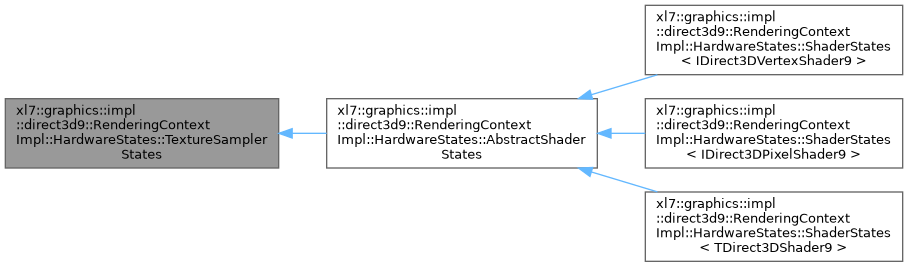 xl7::graphics::impl
::direct3d9::RenderingContext
Impl::HardwareStates::TextureSampler
States
xl7::graphics::impl
::direct3d9::RenderingContext
Impl::HardwareStates::AbstractShader
States
xl7::graphics::impl
::direct3d9::RenderingContext
Impl::HardwareStates::ShaderStates
< IDirect3DVertexShader9 >
xl7::graphics::impl
::direct3d9::RenderingContext
Impl::HardwareStates::ShaderStates
< IDirect3DPixelShader9 >
xl7::graphics::impl
::direct3d9::RenderingContext
Impl::HardwareStates::ShaderStates
< TDirect3DShader9 >